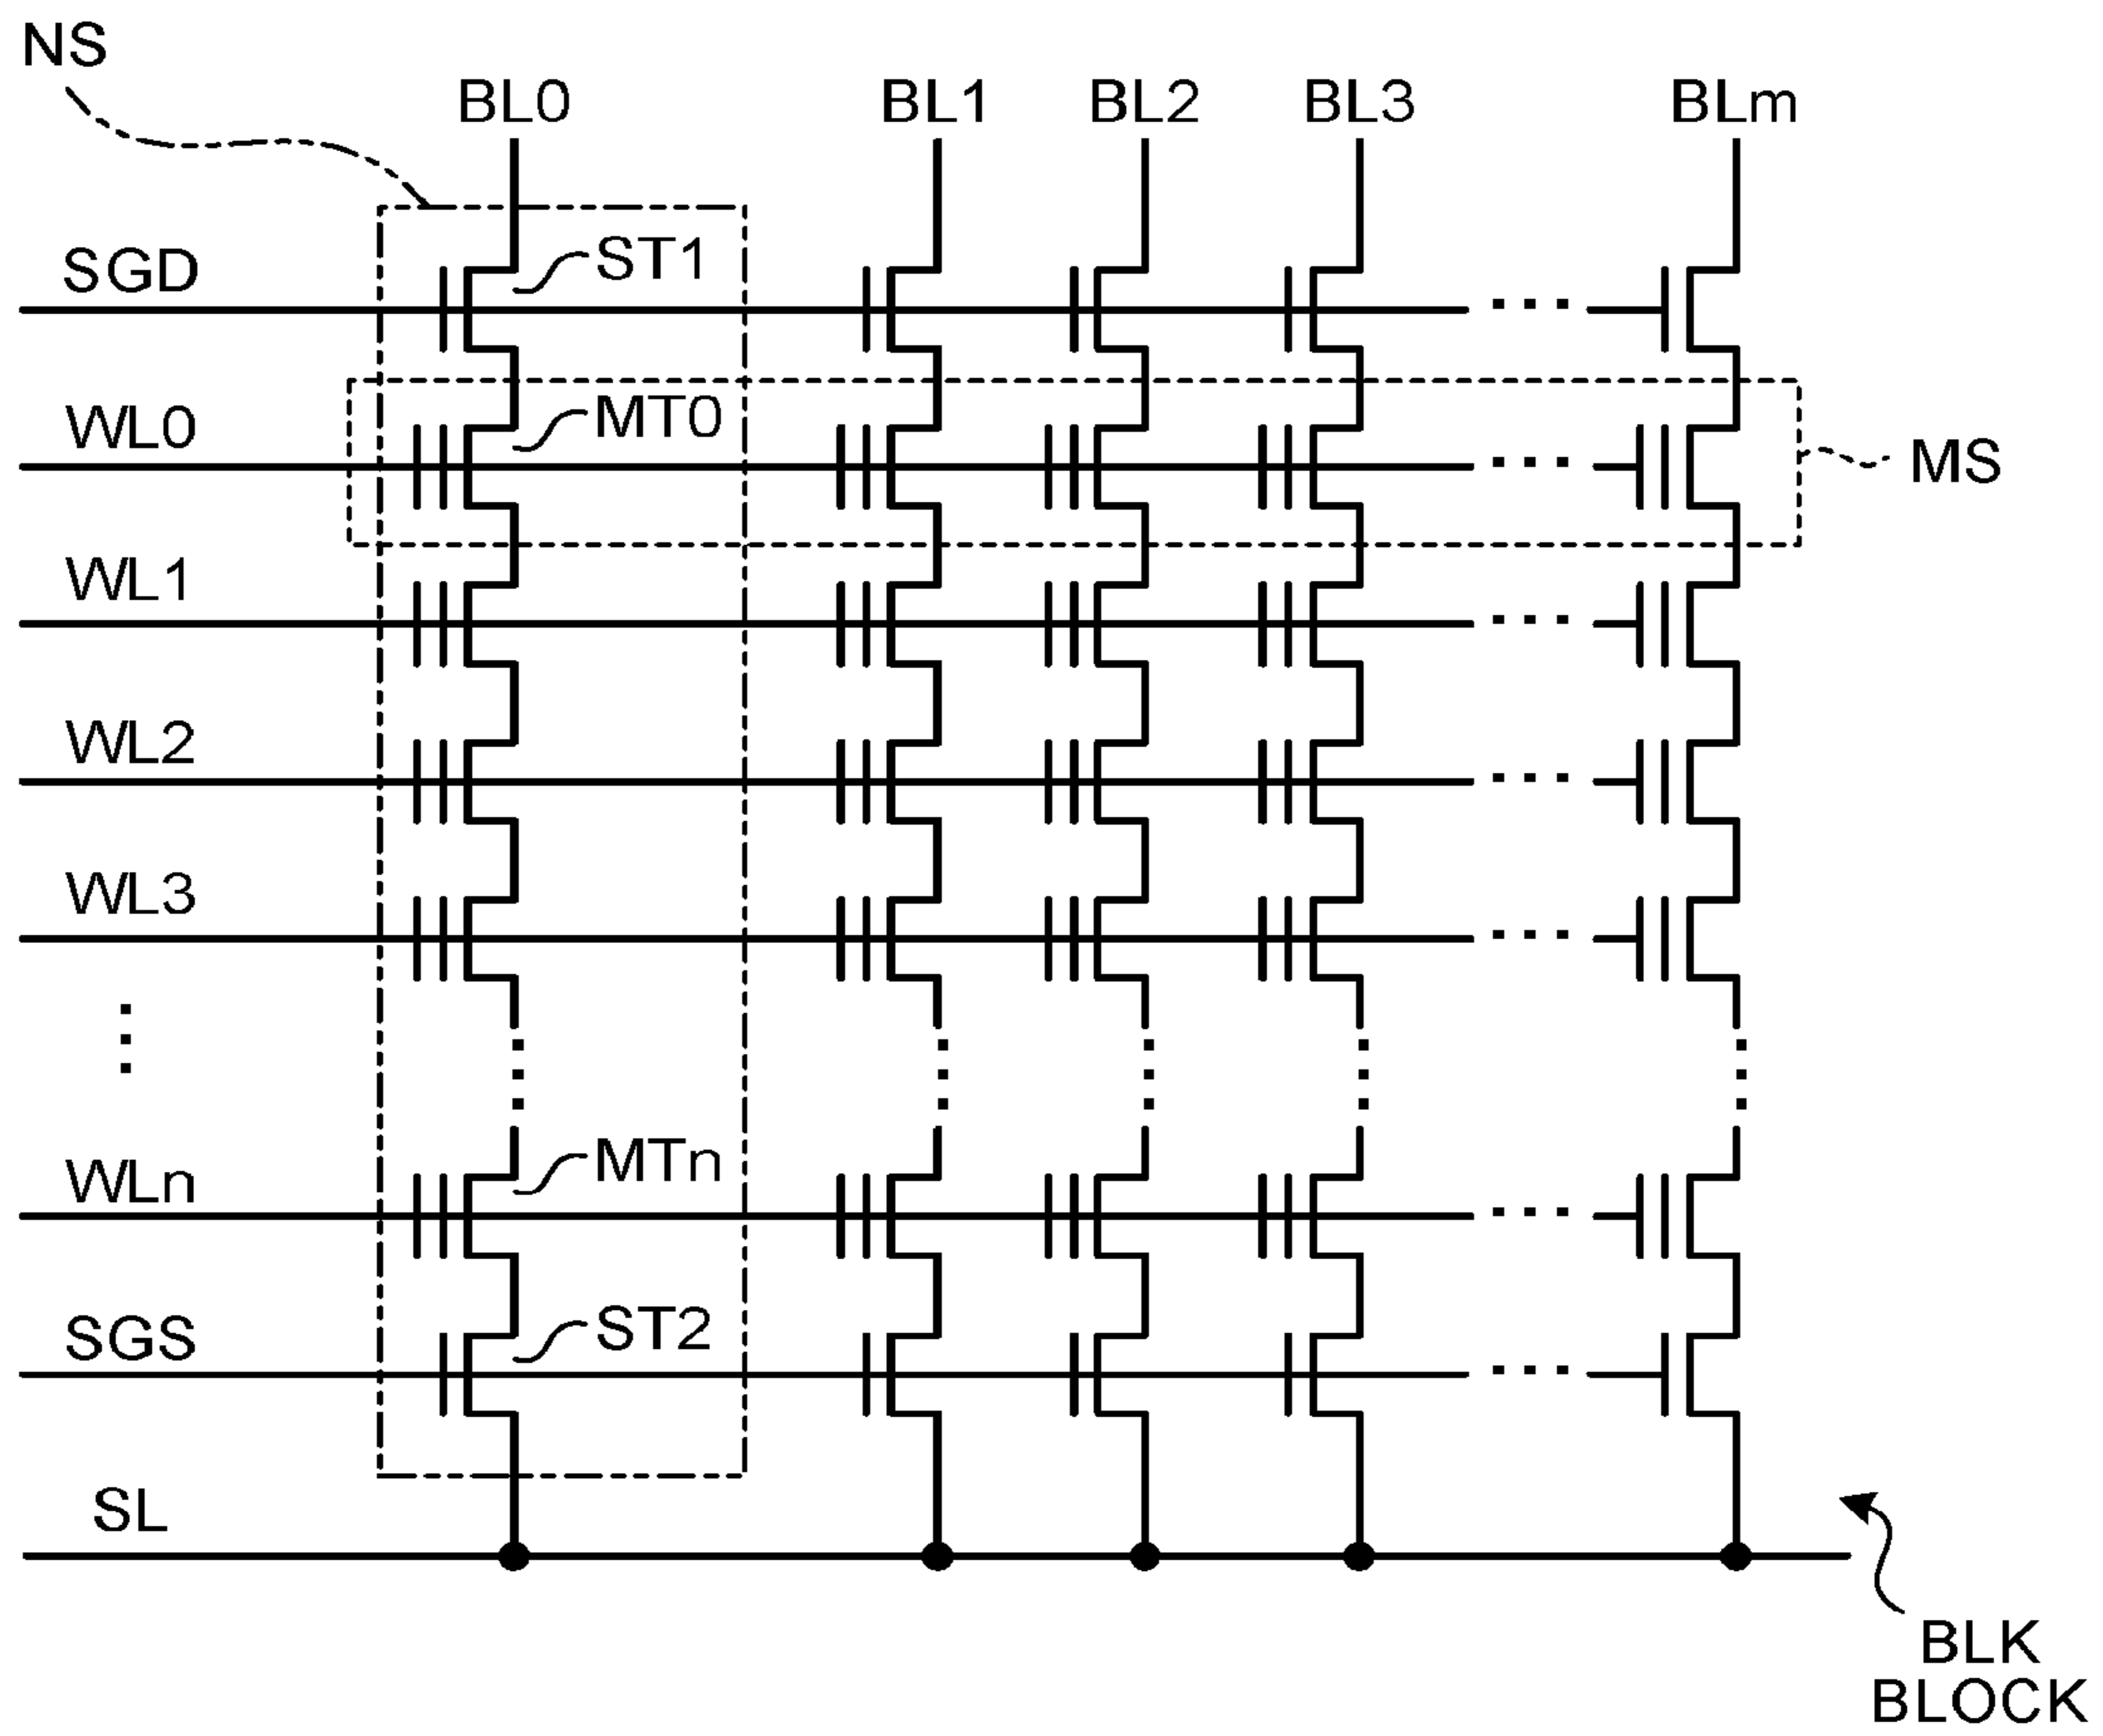 NS
BL0 BL1 BL2 BL3 BLm
ST1
SGD
MT0
WL0
MS
WL1
WL2
WL3
MTn
WLn
ST2
SGS
SL
BLK
BLOCK